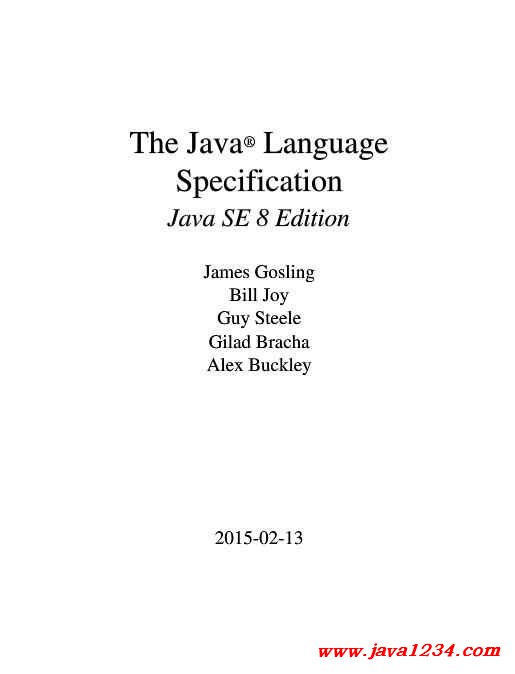 The Java® Language
Specification
Java SE 8 Edition
James Gosling
Bill Joy
Guy Steele
Gilad Bracha
Alex Buckley
2015-02-13
www.java1234.com